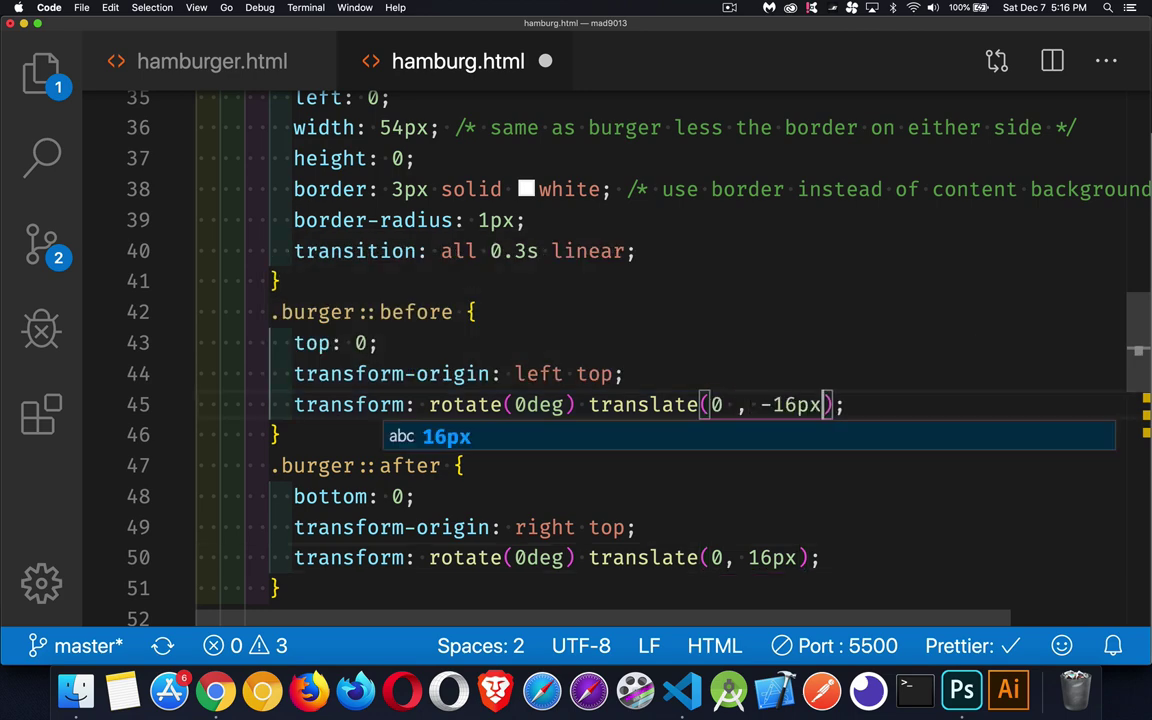 Code File Edit Selection View Go Debug Terminal Window Help 100% Sat Dec 7 5:16 PM
hamburg.html — mad9013
<> hamburger.html <> hamburg.html
35 left: 0;
1
36 width: 54px; /* same as burger less the border on either side */
37 height: 0;
38 border: 3px solid white; /* use border instead of content background
39 border-radius: 1px;
40 transition: all 0.3s linear;
2
41 }
42 .burger::before {
43 top: 0;
44 transform-origin: left top;
45 transform: rotate(0deg) translate(0 , -16px);
46 }
abc 16px
47 .burger::after {
48 bottom: 0;
49 transform-origin: right top;
50 transform: rotate(0deg) translate(0, 16px);
51 }
52
master* 0 3 Spaces: 2 UTF-8 LF HTML Port : 5500 Prettier: ✓
6
>_
Ps
Ai